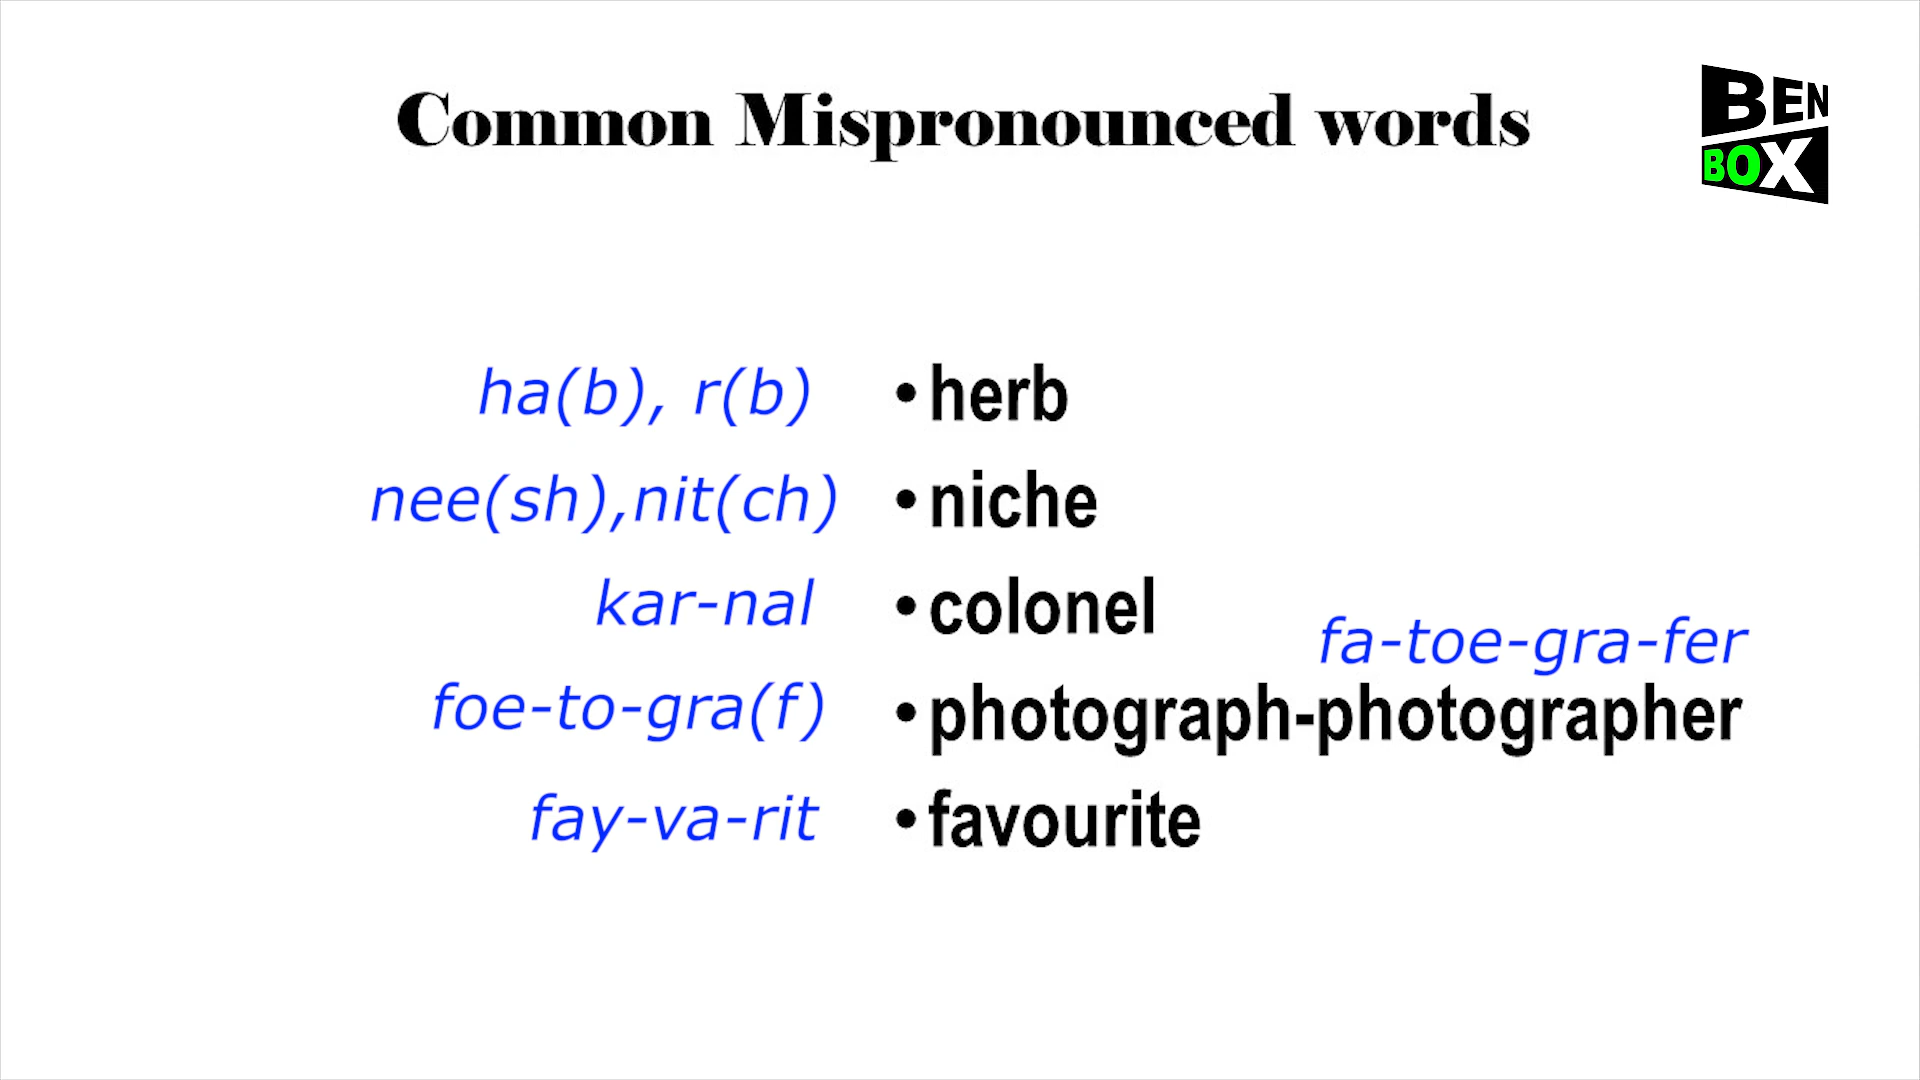 Common Mispronounced words
BEN
BOX
ha(b), r(b) • herb
nee(sh),nit(ch) • niche
kar-nal • colonel
fa-toe-gra-fer
foe-to-gra(f) • photograph-photographer
fay-va-rit • favourite